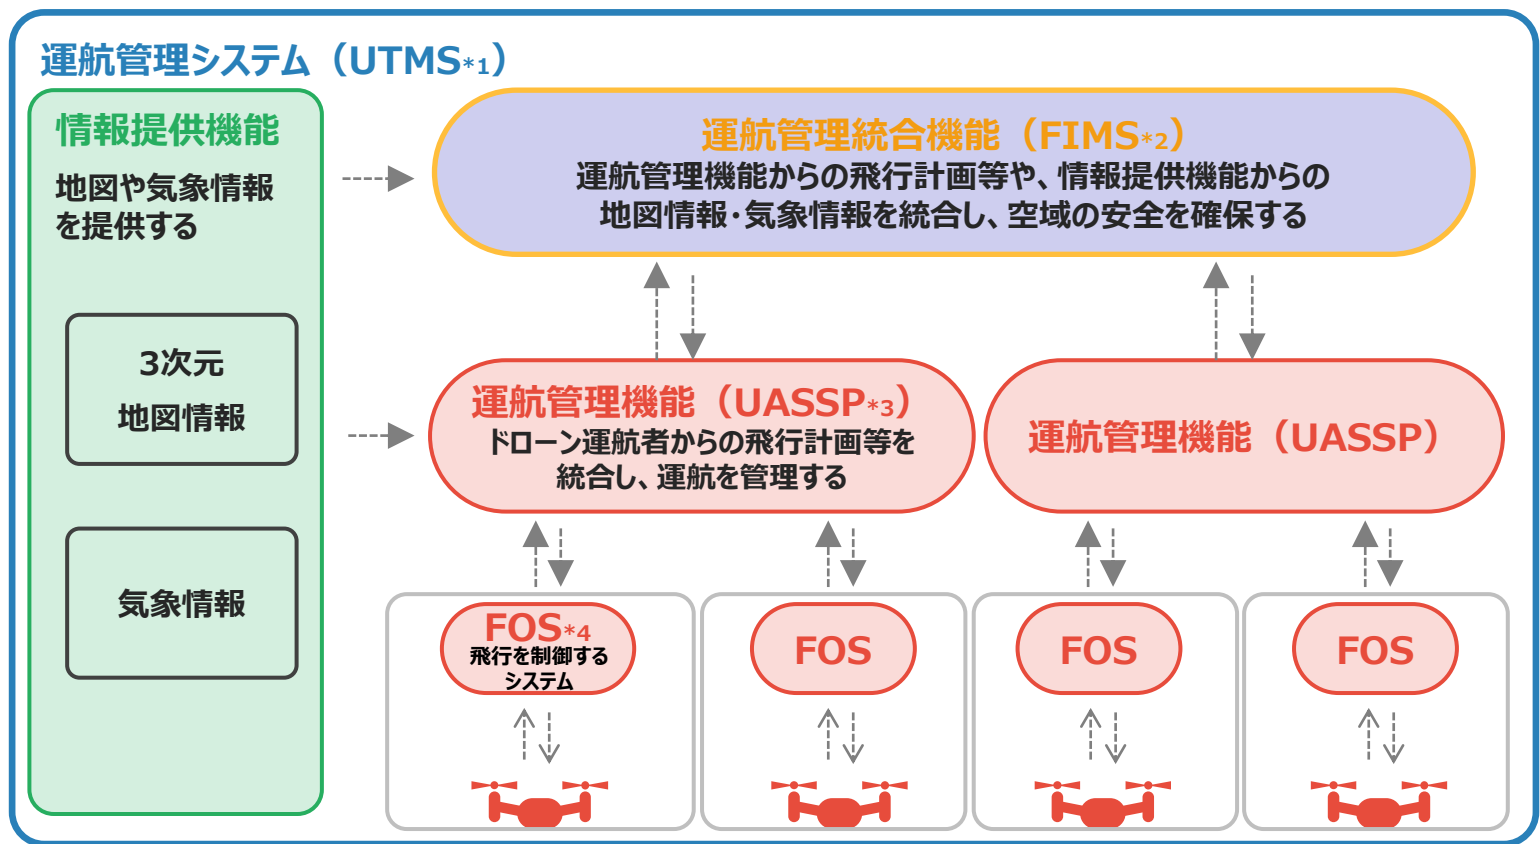 運航管理システム（UTMS*1）
情報提供機能
地図や気象情報
を提供する
3次元
地図情報
気象情報
運航管理統合機能（FIMS*2）
運航管理機能からの飛行計画等や、情報提供機能からの
地図情報・気象情報を統合し、空域の安全を確保する
運航管理機能（UASSP*3）
ドローン運航者からの飛行計画等を
統合し、運航を管理する
運航管理機能（UASSP）
FOS*4
飛行を制御する
システム
FOS
FOS
FOS